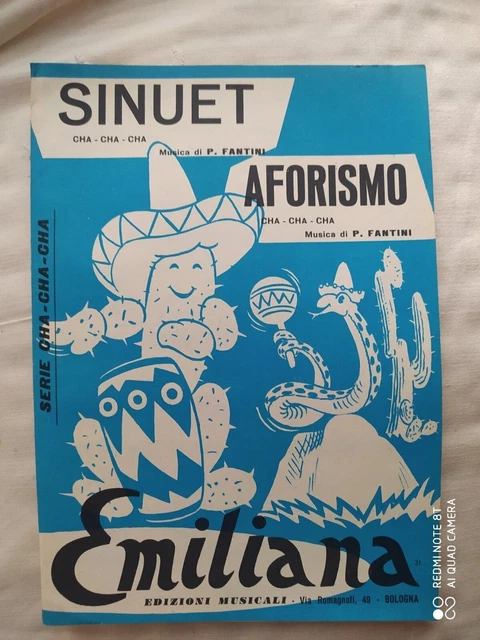 SINUET
CHA - CHA - CHA
Musica di P. FANTINI
AFORISMO
CHA - CHA - CHA
Musica di P. FANTINI
SERIE CHA-CHA-CHA
Emiliana
EDIZIONI MUSICALI - Via Romagnoli, 49 - BOLOGNA
REDMI NOTE 8T
AI QUAD CAMERA